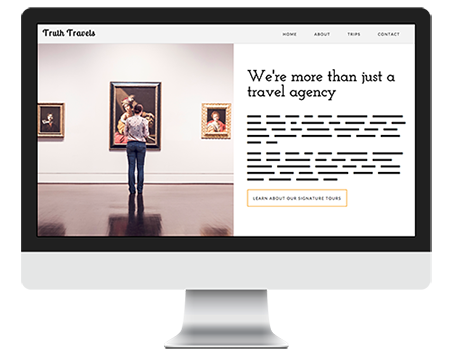 Truth Travels
HOME ABOUT TRIPS CONTACT
We're more than just a
travel agency
LEARN ABOUT OUR SIGNATURE TOURS